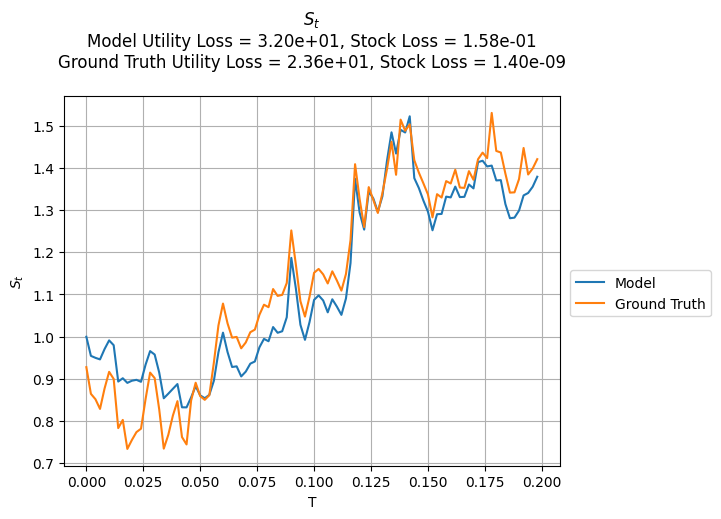 S_t
Model Utility Loss = 3.20e+01, Stock Loss = 1.58e-01
Ground Truth Utility Loss = 2.36e+01, Stock Loss = 1.40e-09
1.5
1.4
1.3
1.2
1.1
1.0
0.9
0.8
0.7
S_t
0.000 0.025 0.050 0.075 0.100 0.125 0.150 0.175 0.200
T
Model
Ground Truth